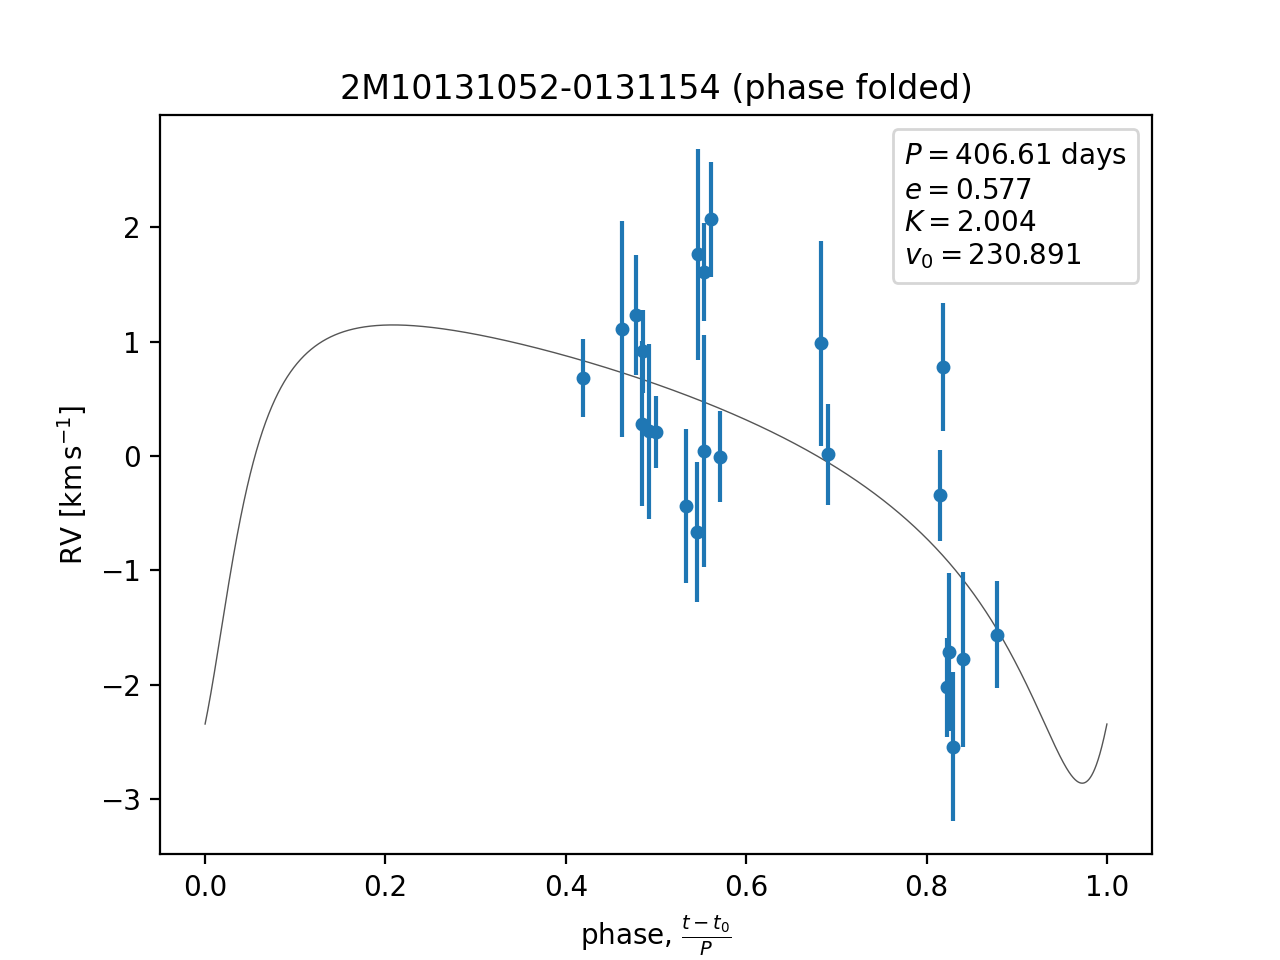 2M10131052-0131154 (phase folded)
P = 406.61 days
e = 0.577
K = 2.004
v₀ = 230.891
RV [km s⁻¹]
2
1
0
−1
−2
−3
0.0 0.2 0.4 0.6 0.8 1.0
phase, (t − t₀)/P